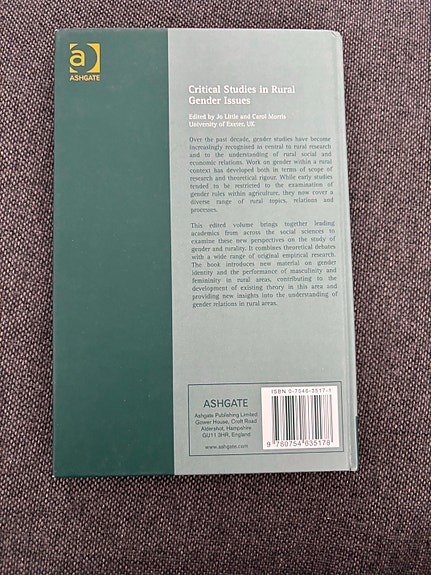 a
ASHGATE
Critical Studies in Rural
Gender Issues
Edited by Jo Little and Carol Morris
University of Exeter, UK
Over the past decade, gender studies have become
increasingly recognised as central to rural research
and to the understanding of rural social and
economic relations. Work on gender within a rural
context has developed both in terms of scope of
research and theoretical rigour. While early studies
tended to be restricted to the examination of
gender roles within agriculture, they now cover a
diverse range of rural topics, relations and
processes.
This edited volume brings together leading
academics from across the social sciences to
examine these new perspectives on the study of
gender and rurality. It combines theoretical debates
with a wide range of original empirical research.
The book introduces new material on gender
identity and the performance of masculinity and
femininity in rural areas, contributing to the
development of existing theory in this area and
providing new insights into the understanding of
gender relations in rural areas.
ASHGATE
Ashgate Publishing Limited
Gower House, Croft Road
Aldershot, Hampshire
GU11 3HR, England
www.ashgate.com
ISBN 0-7546-3517-1
9 780754 635178